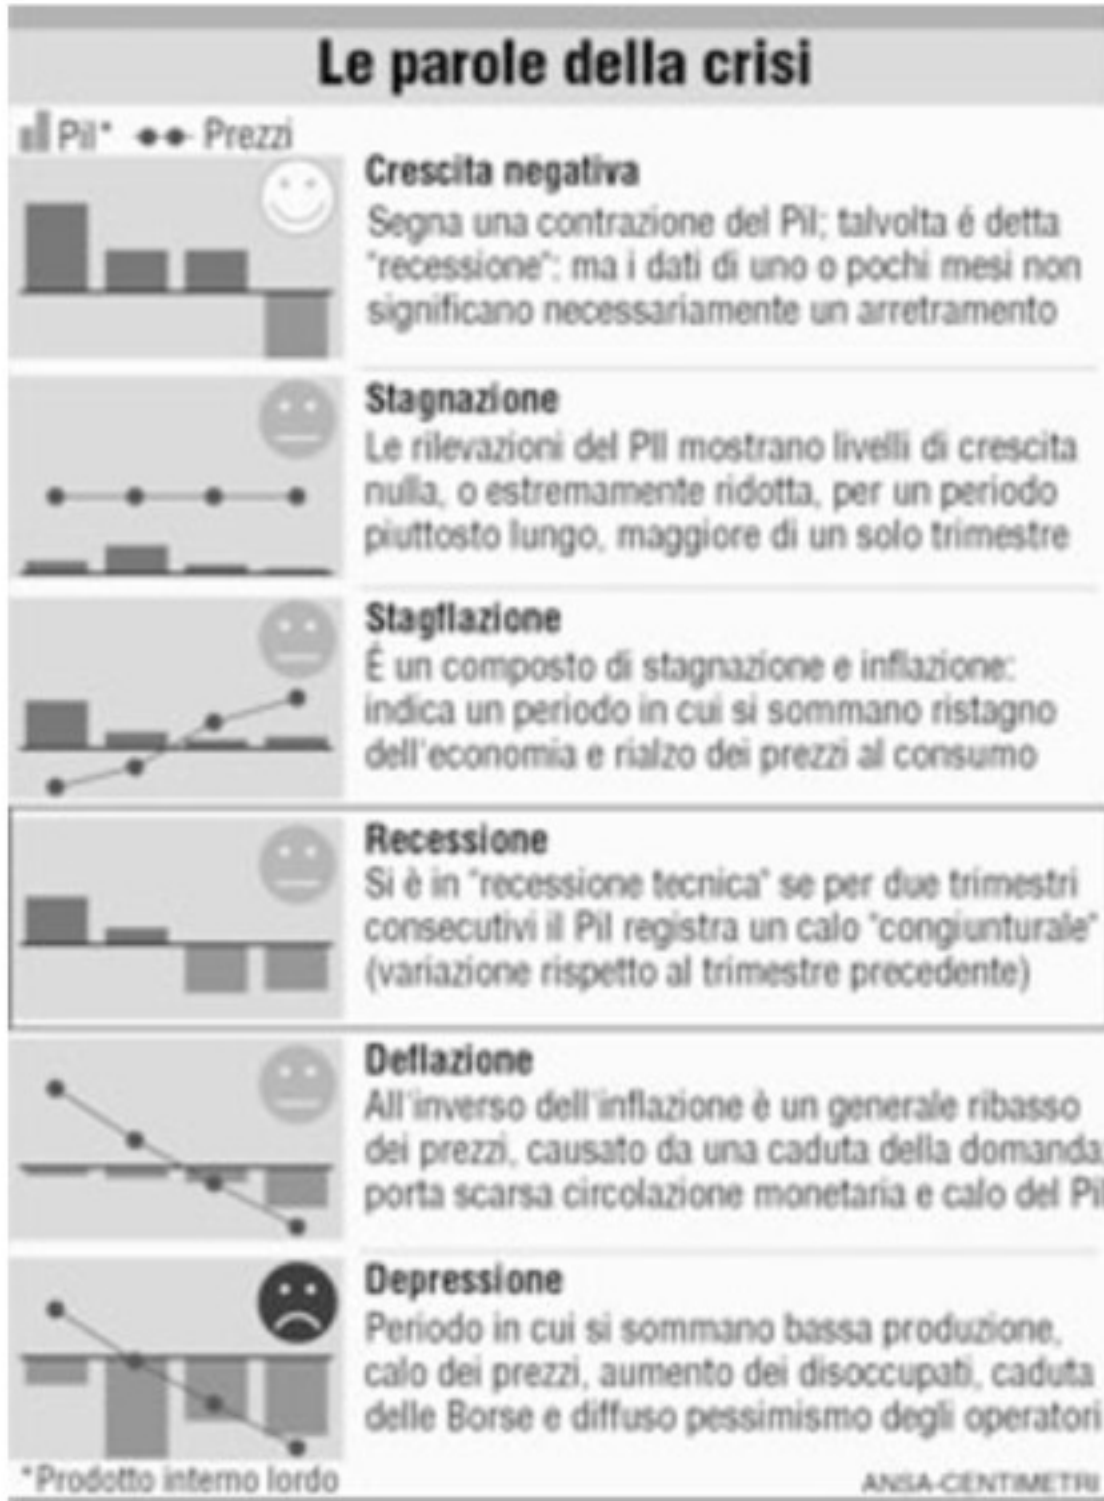 Le parole della crisi
Pil* Prezzi
Crescita negativa
Segna una contrazione del Pil; talvolta é detta
"recessione": ma i dati di uno o pochi mesi non
significano necessariamente un arretramento
Stagnazione
Le rilevazioni del PIl mostrano livelli di crescita
nulla, o estremamente ridotta, per un periodo
piuttosto lungo, maggiore di un solo trimestre
Stagflazione
É un composto di stagnazione e inflazione:
indica un periodo in cui si sommano ristagno
dell'economia e rialzo dei prezzi al consumo
Recessione
Si è in "recessione tecnica" se per due trimestri
consecutivi il Pil registra un calo "congiunturale"
(variazione rispetto al trimestre precedente)
Deflazione
All'inverso dell'inflazione è un generale ribasso
dei prezzi, causato da una caduta della domanda;
porta scarsa circolazione monetaria e calo del Pil
Depressione
Periodo in cui si sommano bassa produzione,
calo dei prezzi, aumento dei disoccupati, caduta
delle Borse e diffuso pessimismo degli operatori
*Prodotto interno lordo
ANSA-CENTIMETRI